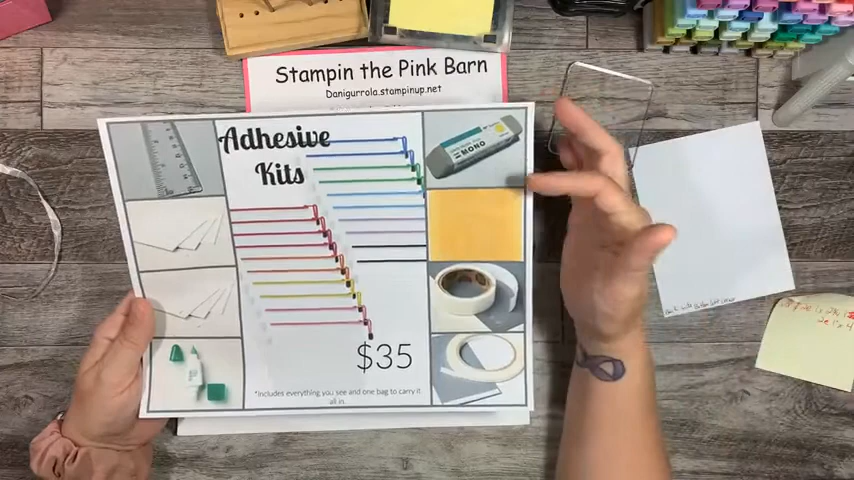 Stampin the Pink Barn
Danigurrola.stampinup.net
Adhesive
Kits
MONO
$35
*Includes everything you see and one bag to carry it
all in.